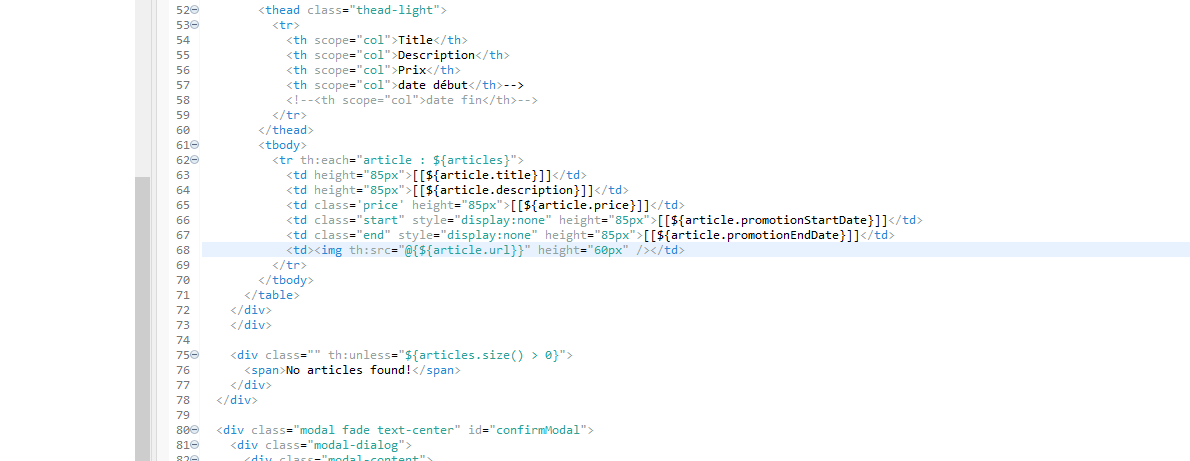 52 <thead class="thead-light">
53 <tr>
54 <th scope="col">Title</th>
55 <th scope="col">Description</th>
56 <th scope="col">Prix</th>
57 <th scope="col">date début</th>-->
58 <!--<th scope="col">date fin</th>-->
59 </tr>
60 </thead>
61 <tbody>
62 <tr th:each="article : ${articles}">
63 <td height="85px">[[${article.title}]]</td>
64 <td height="85px">[[${article.description}]]</td>
65 <td class='price' height="85px">[[${article.price}]]</td>
66 <td class="start" style="display:none" height="85px">[[${article.promotionStartDate}]]</td>
67 <td class="end" style="display:none" height="85px">[[${article.promotionEndDate}]]</td>
68 <td><img th:src="@{${article.url}}" height="60px" /></td>
69 </tr>
70 </tbody>
71 </table>
72 </div>
73 </div>
74
75 <div class="" th:unless="${articles.size() > 0}">
76 <span>No articles found!</span>
77 </div>
78 </div>
79
80 <div class="modal fade text-center" id="confirmModal">
81 <div class="modal-dialog">
82 <div class="modal-content">